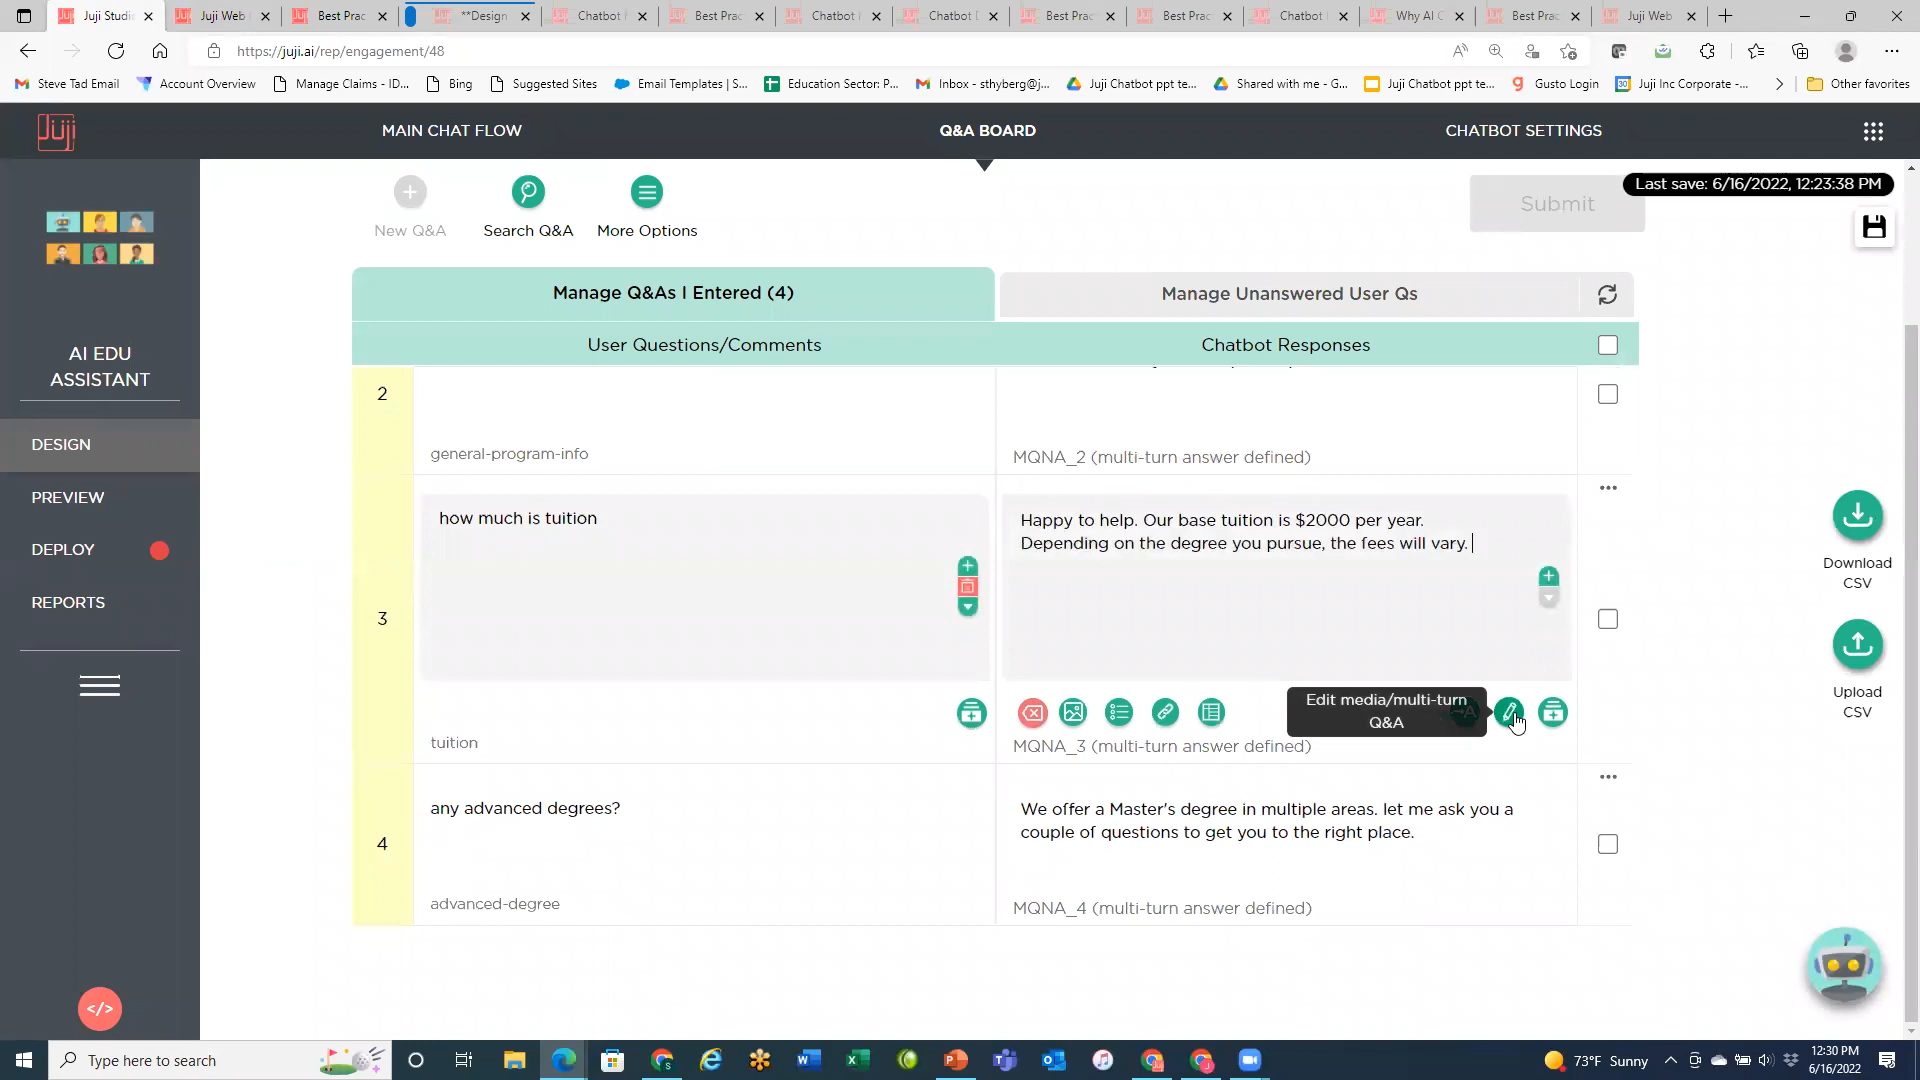 Juji Studi
Juji Web
Best Prac
**Design
Chatbot
Best Prac
Chatbot
Chatbot
Best Prac
Best Prac
Chatbot
Why AI C
Best Prac
Juji Web
https://juji.ai/rep/engagement/48
Steve Tad Email
Account Overview
Manage Claims - ID...
Bing
Suggested Sites
Email Templates | S...
Education Sector: P...
Inbox - sthyberg@j...
Juji Chatbot ppt te...
Shared with me - G...
Juji Chatbot ppt te...
Gusto Login
Juji Inc Corporate -...
Other favorites
Juji
MAIN CHAT FLOW
Q&A BOARD
CHATBOT SETTINGS
New Q&A
Search Q&A
More Options
Submit
Last save: 6/16/2022, 12:23:38 PM
Manage Q&As I Entered (4)
Manage Unanswered User Qs
User Questions/Comments
Chatbot Responses
AI EDU
ASSISTANT
DESIGN
PREVIEW
DEPLOY
REPORTS
</>
2
general-program-info
MQNA_2 (multi-turn answer defined)
3
how much is tuition
Happy to help. Our base tuition is $2000 per year.
Depending on the degree you pursue, the fees will vary.
Edit media/multi-turn
Q&A
tuition
MQNA_3 (multi-turn answer defined)
4
any advanced degrees?
We offer a Master's degree in multiple areas. let me ask you a
couple of questions to get you to the right place.
advanced-degree
MQNA_4 (multi-turn answer defined)
Download
CSV
Upload
CSV
Type here to search
73°F Sunny
12:30 PM
6/16/2022